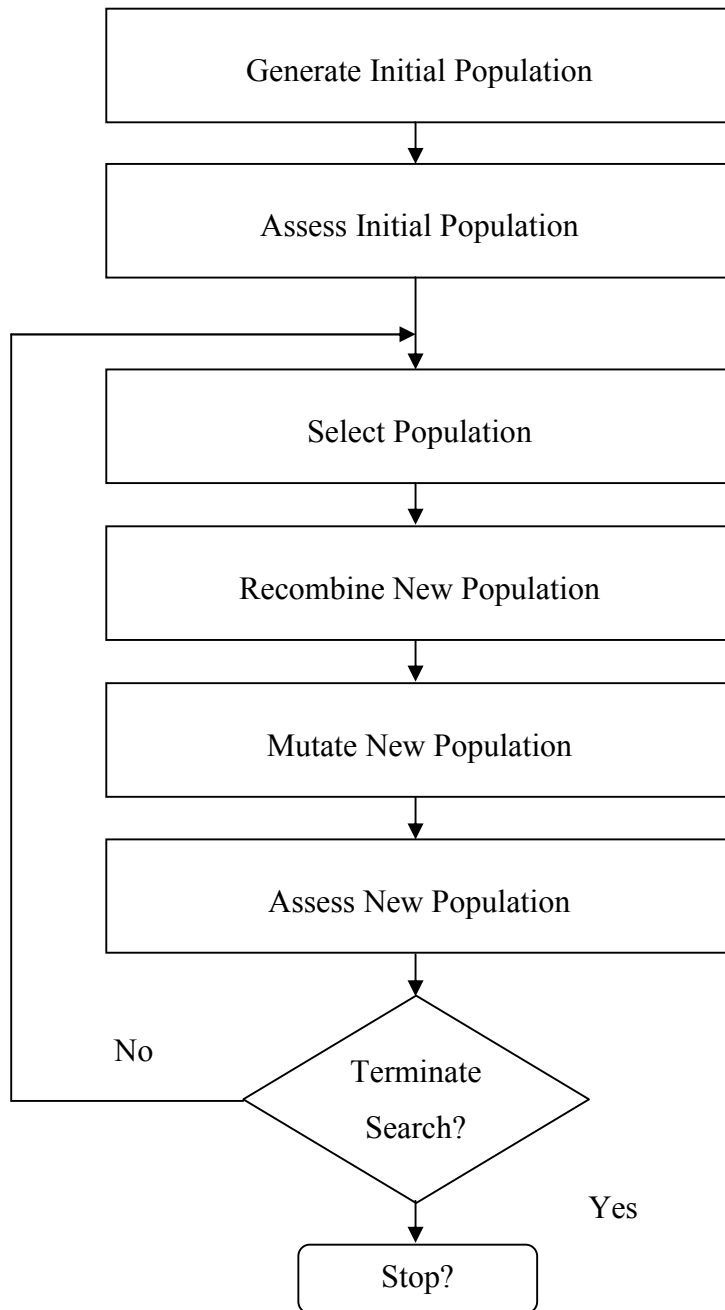 Generate Initial Population
Assess Initial Population
Select Population
Recombine New Population
Mutate New Population
Assess New Population
No
Terminate
Search?
Yes
Stop?